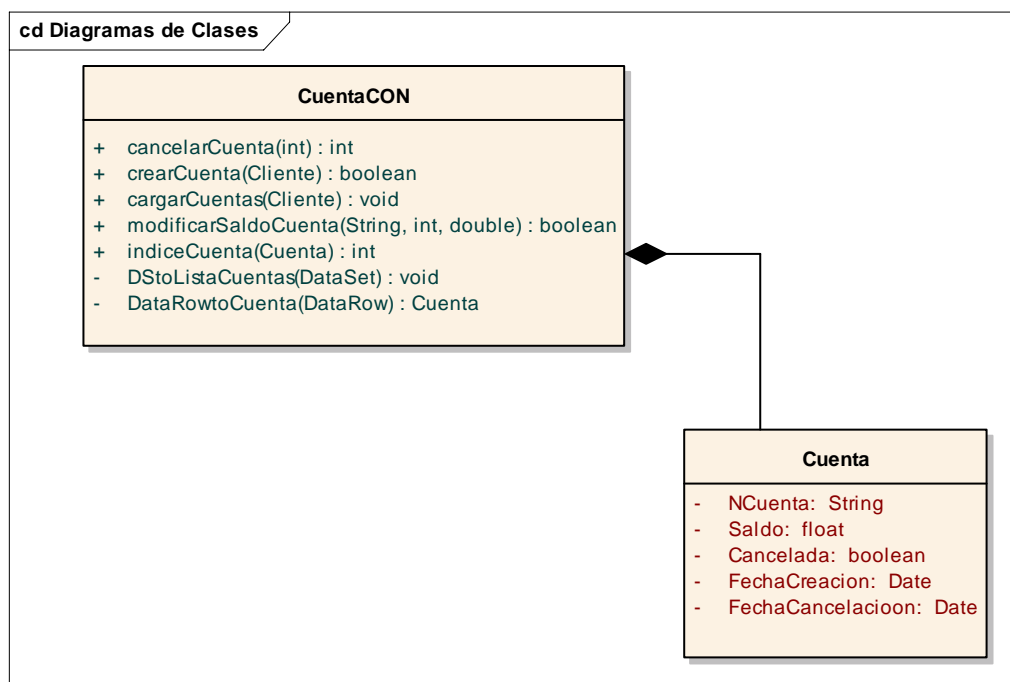 cd Diagramas de Clases
CuentaCON
+ cancelarCuenta(int) : int
+ crearCuenta(Cliente) : boolean
+ cargarCuentas(Cliente) : void
+ modificarSaldoCuenta(String, int, double) : boolean
+ indiceCuenta(Cuenta) : int
- DStoListaCuentas(DataSet) : void
- DataRowtoCuenta(DataRow) : Cuenta
Cuenta
- NCuenta: String
- Saldo: float
- Cancelada: boolean
- FechaCreacion: Date
- FechaCancelacioon: Date